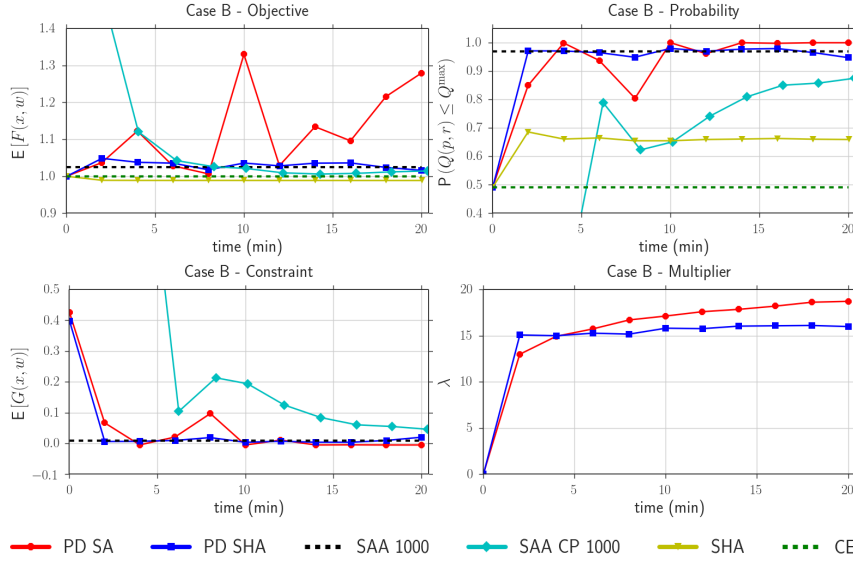 Case B - Objective
1.4
1.3
1.2
1.1
1.0
0.9
E [F(x, w)]
0 5 10 15 20
time (min)
Case B - Probability
1.0
0.9
0.8
0.7
0.6
0.5
0.4
P (Q(p, r) ≤ Q^max)
0 5 10 15 20
time (min)
Case B - Constraint
0.5
0.4
0.3
0.2
0.1
0.0
−0.1
E [G(x, w)]
0 5 10 15 20
time (min)
Case B - Multiplier
20
15
10
5
0
λ
0 5 10 15 20
time (min)
PD SA PD SHA SAA 1000 SAA CP 1000 SHA CE